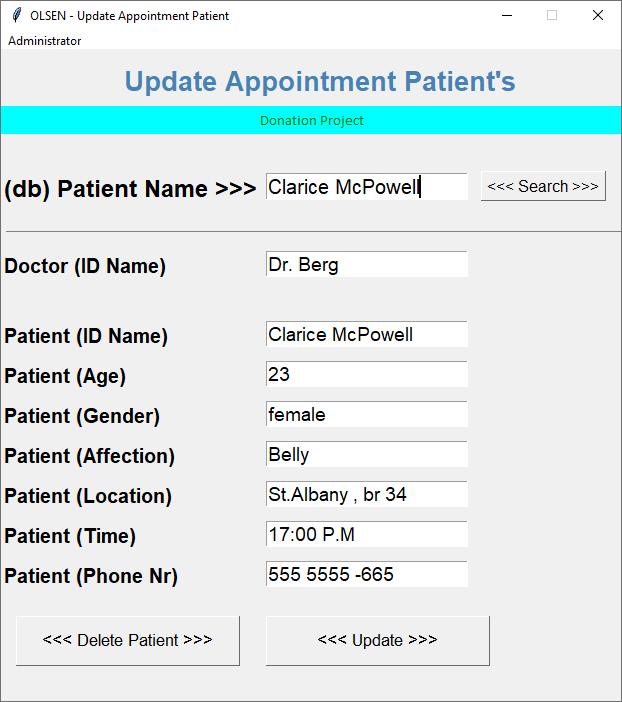 OLSEN - Update Appointment Patient
Administrator
Update Appointment Patient's
Donation Project
(db) Patient Name >>> Clarice McPowell <<< Search >>>
Doctor (ID Name) Dr. Berg
Patient (ID Name) Clarice McPowell
Patient (Age) 23
Patient (Gender) female
Patient (Affection) Belly
Patient (Location) St.Albany , br 34
Patient (Time) 17:00 P.M
Patient (Phone Nr) 555 5555 -665
<<< Delete Patient >>> <<< Update >>>